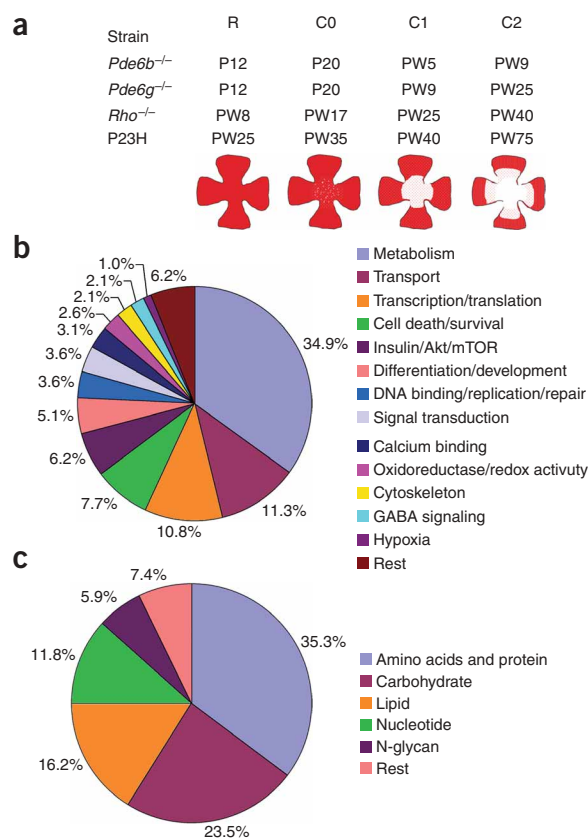 a
Strain R C0 C1 C2
Pde6b–/– P12 P20 PW5 PW9
Pde6g–/– P12 P20 PW9 PW25
Rho–/– PW8 PW17 PW25 PW40
P23H PW25 PW35 PW40 PW75
b
1.0%
2.1%
2.1%
2.6%
3.1%
3.6%
3.6%
5.1%
6.2%
7.7%
10.8%
11.3%
34.9%
6.2%
Metabolism
Transport
Transcription/translation
Cell death/survival
Insulin/Akt/mTOR
Differentiation/development
DNA binding/replication/repair
Signal transduction
Calcium binding
Oxidoreductase/redox activuty
Cytoskeleton
GABA signaling
Hypoxia
Rest
c
7.4%
5.9%
11.8%
16.2%
23.5%
35.3%
Amino acids and protein
Carbohydrate
Lipid
Nucleotide
N-glycan
Rest